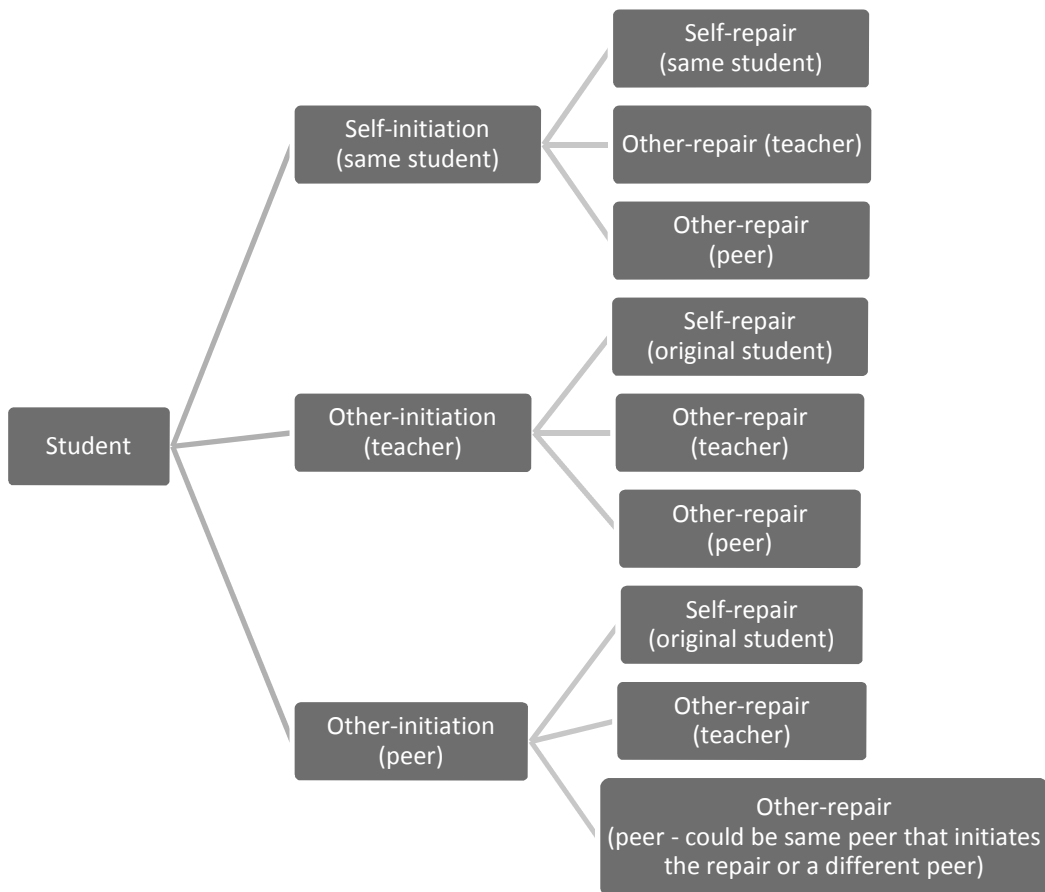 Self-repair
(same student)
Self-initiation
(same student)
Other-repair (teacher)
Other-repair
(peer)
Self-repair
(original student)
Student
Other-initiation
(teacher)
Other-repair
(teacher)
Other-repair
(peer)
Self-repair
(original student)
Other-initiation
(peer)
Other-repair
(teacher)
Other-repair
(peer - could be same peer that initiates
the repair or a different peer)